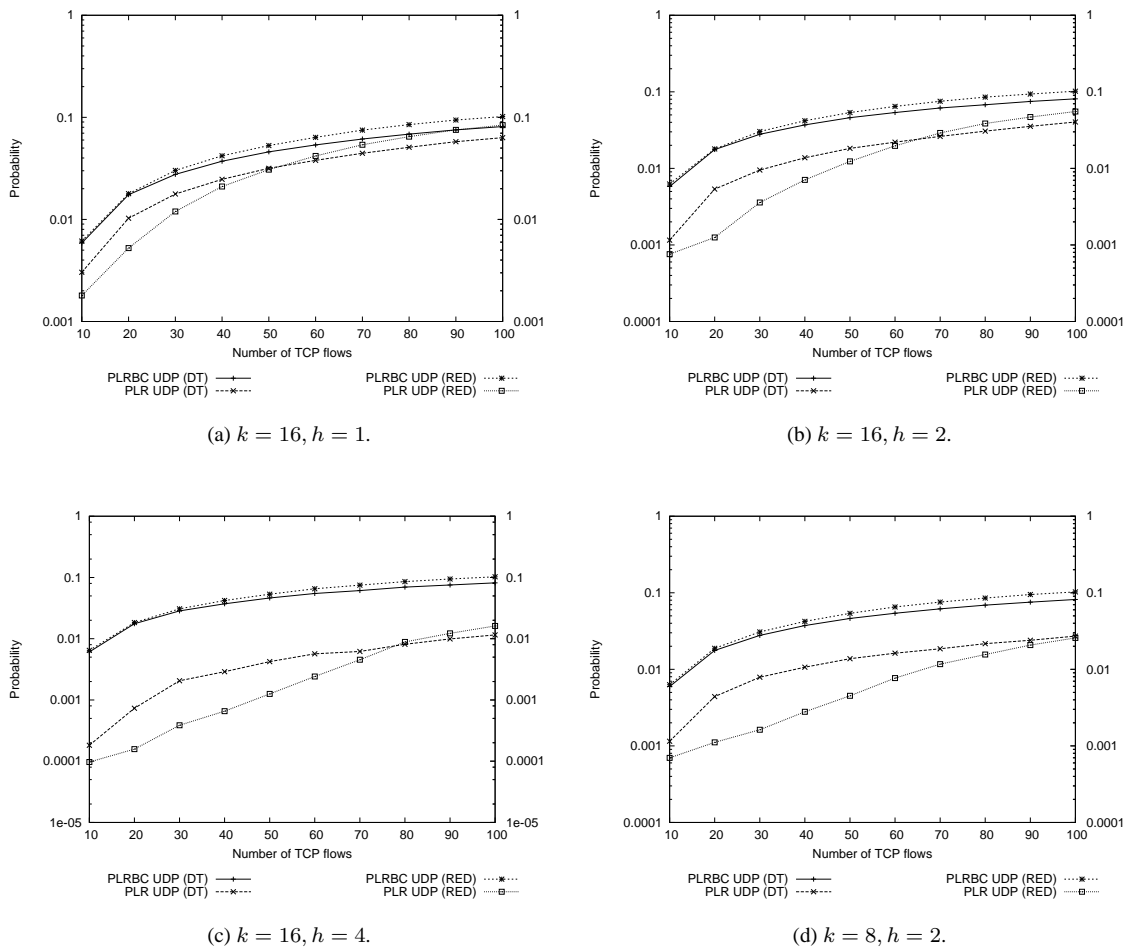 1
0.1
0.01
0.001
Probability
1
0.1
0.01
0.001
10 20 30 40 50 60 70 80 90 100
Number of TCP flows
PLRBC UDP (DT)
PLR UDP (DT)
PLRBC UDP (RED)
PLR UDP (RED)
(a) k = 16, h = 1.
1
0.1
0.01
0.001
0.0001
Probability
1
0.1
0.01
0.001
0.0001
10 20 30 40 50 60 70 80 90 100
Number of TCP flows
PLRBC UDP (DT)
PLR UDP (DT)
PLRBC UDP (RED)
PLR UDP (RED)
(b) k = 16, h = 2.
1
0.1
0.01
0.001
0.0001
1e-05
Probability
1
0.1
0.01
0.001
0.0001
1e-05
10 20 30 40 50 60 70 80 90 100
Number of TCP flows
PLRBC UDP (DT)
PLR UDP (DT)
PLRBC UDP (RED)
PLR UDP (RED)
(c) k = 16, h = 4.
1
0.1
0.01
0.001
0.0001
Probability
1
0.1
0.01
0.001
0.0001
10 20 30 40 50 60 70 80 90 100
Number of TCP flows
PLRBC UDP (DT)
PLR UDP (DT)
PLRBC UDP (RED)
PLR UDP (RED)
(d) k = 8, h = 2.